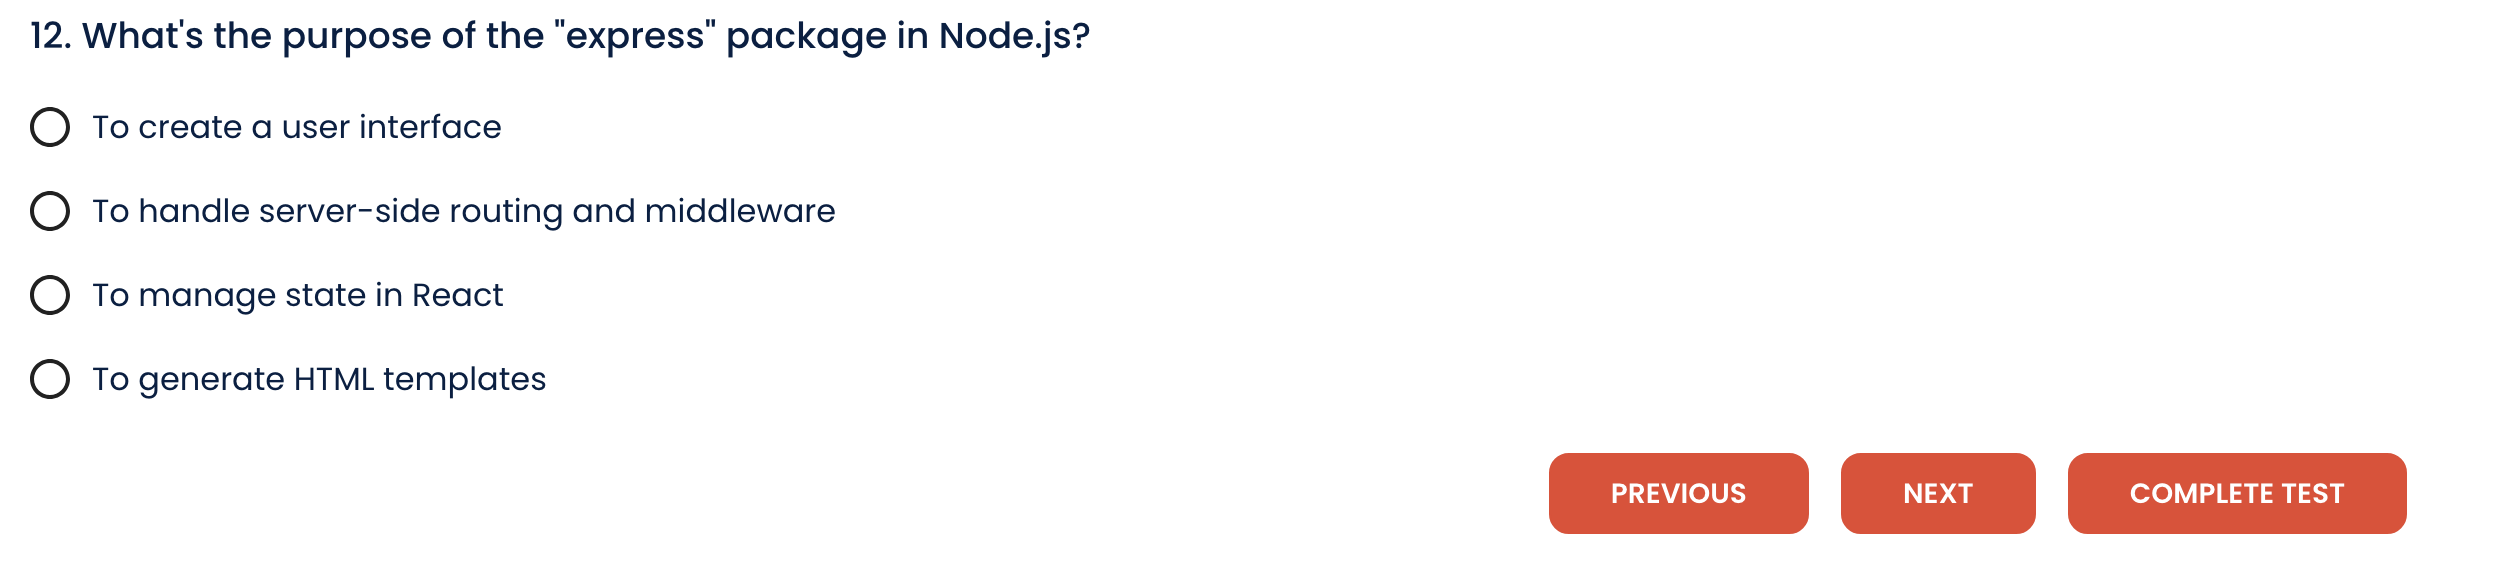 12. What's the purpose of the "express" package in Node.js?
To create a user interface
To handle server-side routing and middleware
To manage state in React
To generate HTML templates
PREVIOUS
NEXT
COMPLETE TEST